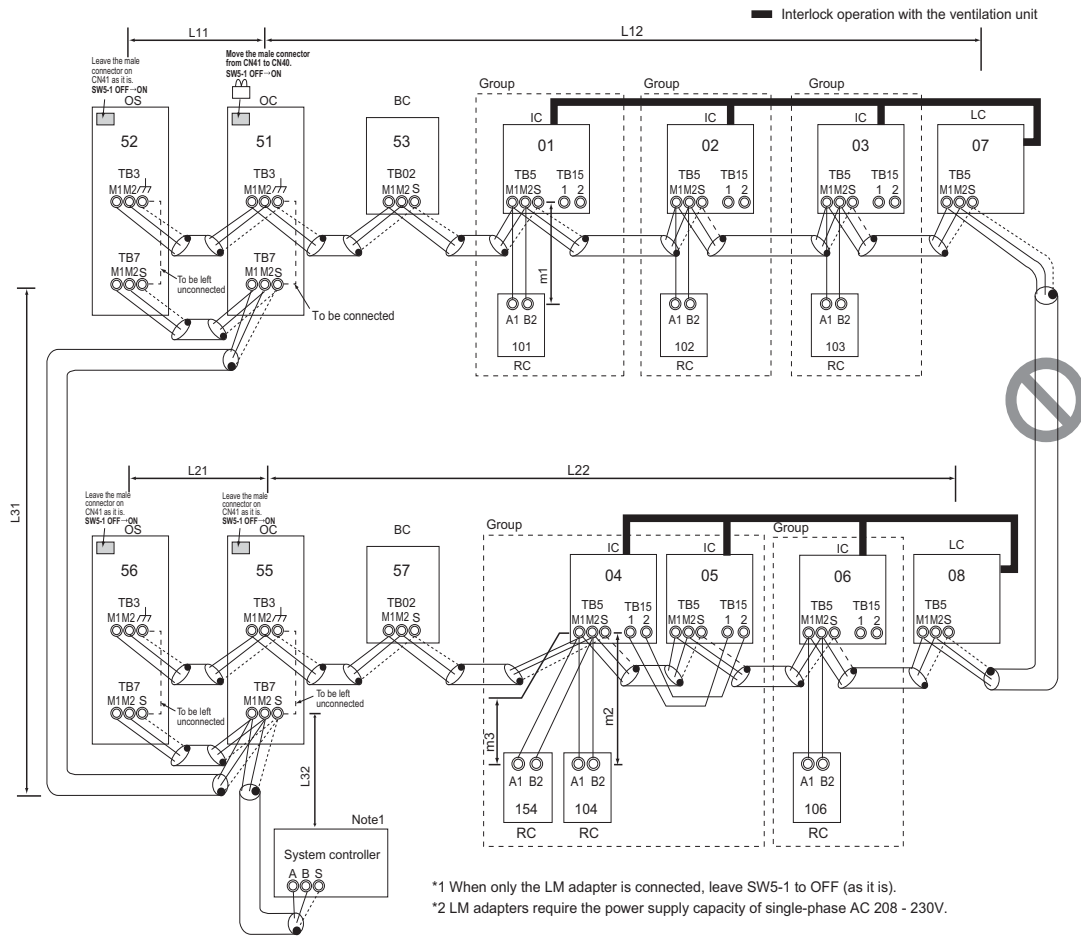 Interlock operation with the ventilation unit
L11
L12
Leave the male
connector on
CN41 as it is.
SW5-1 OFF→ON
Move the male connector
from CN41 to CN40.
SW5-1 OFF→ON
Group
Group
Group
OS
OC
BC
IC
IC
IC
LC
52
51
53
01
02
03
07
TB3
TB3
TB02
TB5 TB15
TB5 TB15
TB5 TB15
TB5
M1M2
M1M2
M1M2 S
M1M2S 1 2
M1M2S 1 2
M1M2S 1 2
M1M2S
TB7
TB7
M1M2 S
M1 M2 S
To be left
unconnected
To be connected
m1
A1 B2
A1 B2
A1 B2
101
102
103
RC
RC
RC
L31
L21
L22
Leave the male
connector on
CN41 as it is.
SW5-1 OFF→ON
Leave the male
connector on
CN41 as it is.
SW5-1 OFF→ON
Group
Group
OS
OC
BC
IC
IC
IC
LC
56
55
57
04
05
06
08
TB3
TB3
TB02
TB5 TB15
TB5 TB15
TB5 TB15
TB5
M1M2
M1M2
M1M2 S
M1M2S 1 2
M1M2S 1 2
M1M2S 1 2
M1M2S
TB7
TB7
M1M2 S
M1M2 S
To be left
unconnected
To be left
unconnected
L32
m3
m2
A1 B2
A1 B2
A1 B2
154
104
106
RC
RC
RC
Note1
System controller
A B S
*1 When only the LM adapter is connected, leave SW5-1 to OFF (as it is).
*2 LM adapters require the power supply capacity of single-phase AC 208 - 230V.